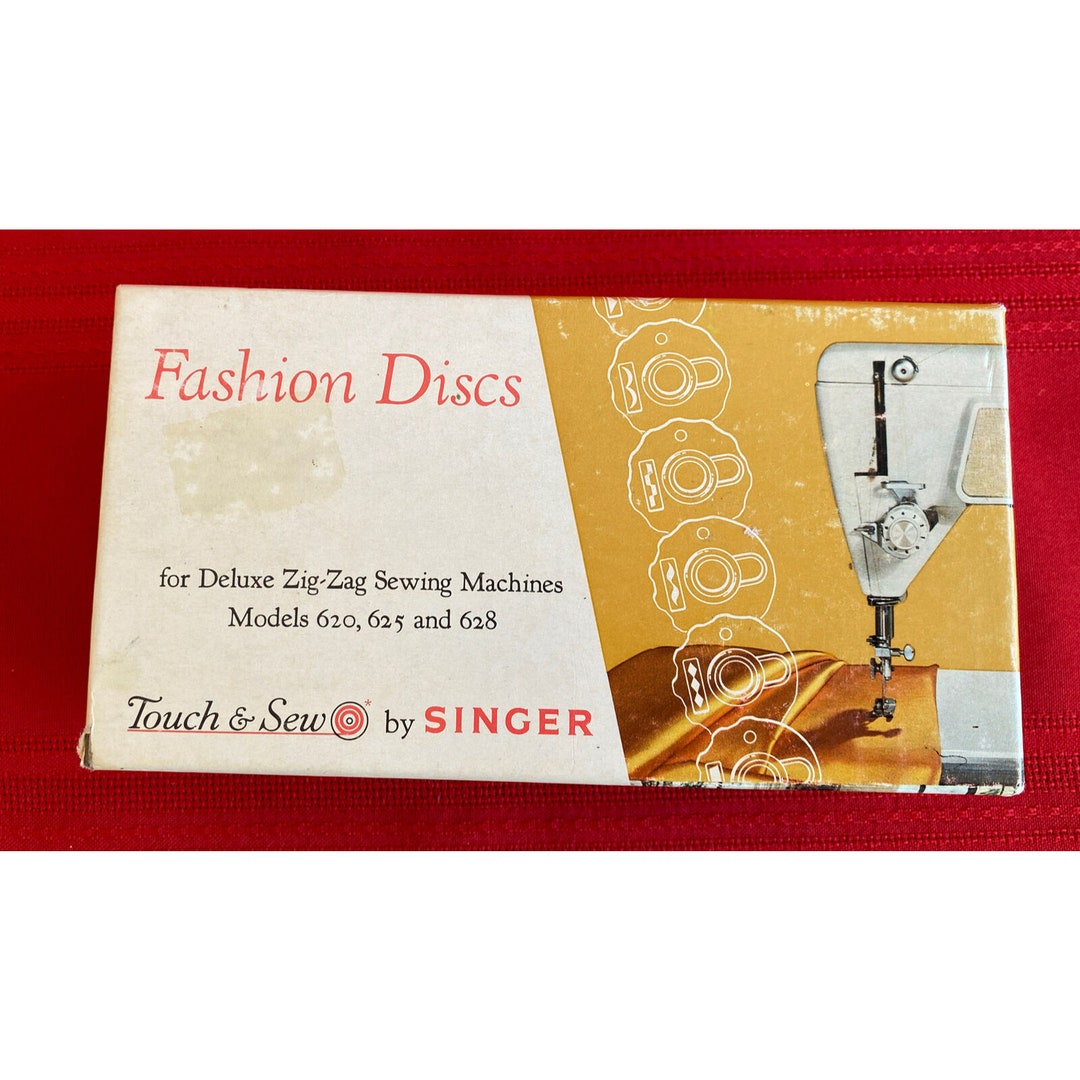 Fashion Discs
for Deluxe Zig-Zag Sewing Machines
Models 620, 625 and 628
Touch & Sew * by SINGER